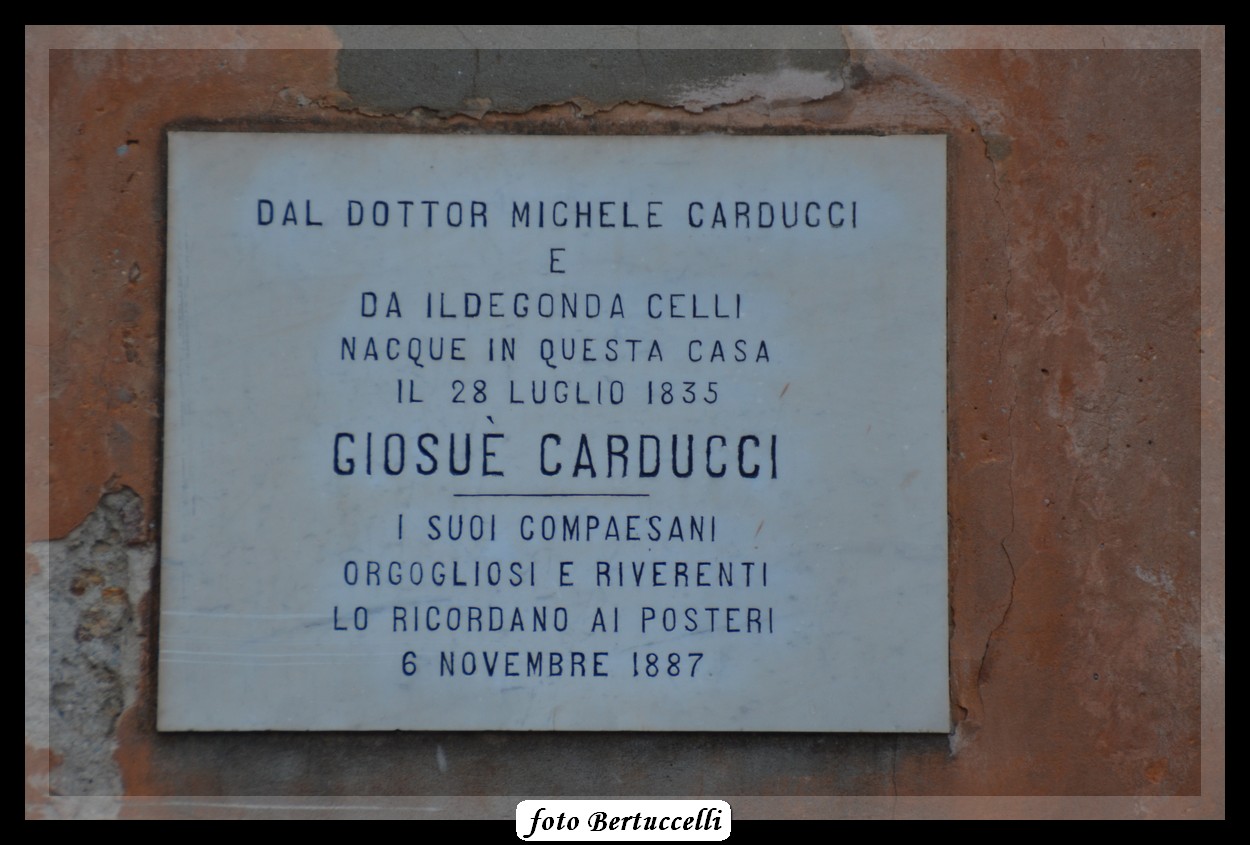 DAL DOTTOR MICHELE CARDUCCI
E
DA ILDEGONDA CELLI
NACQUE IN QUESTA CASA
IL 28 LUGLIO 1835
GIOSUÈ CARDUCCI
I SUOI COMPAESANI
ORGOGLIOSI E RIVERENTI
LO RICORDANO AI POSTERI
6 NOVEMBRE 1887
foto Bertuccelli